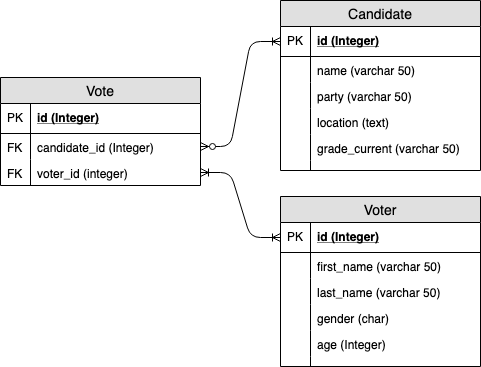 Candidate
PK id (Integer)
name (varchar 50)
party (varchar 50)
location (text)
grade_current (varchar 50)
Vote
PK id (Integer)
FK candidate_id (Integer)
FK voter_id (integer)
Voter
PK id (Integer)
first_name (varchar 50)
last_name (varchar 50)
gender (char)
age (Integer)